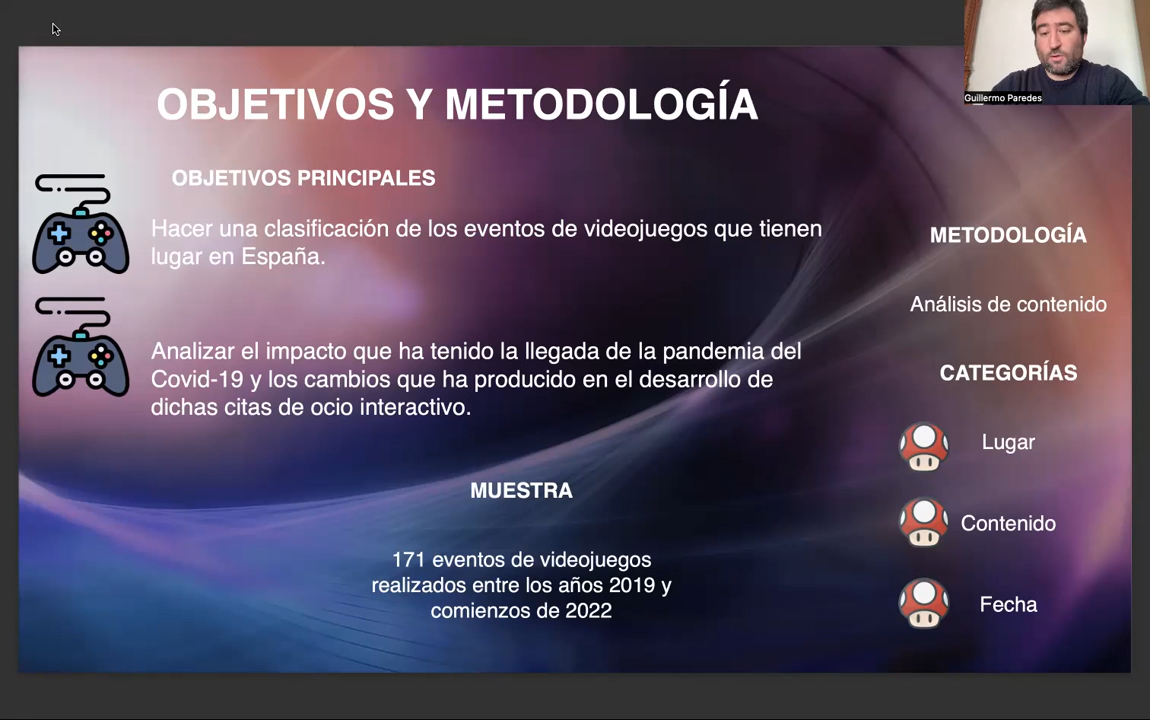 Guillermo Paredes
OBJETIVOS Y METODOLOGÍA
OBJETIVOS PRINCIPALES
Hacer una clasificación de los eventos de videojuegos que tienen
lugar en España.
Analizar el impacto que ha tenido la llegada de la pandemia del
Covid-19 y los cambios que ha producido en el desarrollo de
dichas citas de ocio interactivo.
MUESTRA
171 eventos de videojuegos
realizados entre los años 2019 y
comienzos de 2022
METODOLOGÍA
Análisis de contenido
CATEGORÍAS
Lugar
Contenido
Fecha